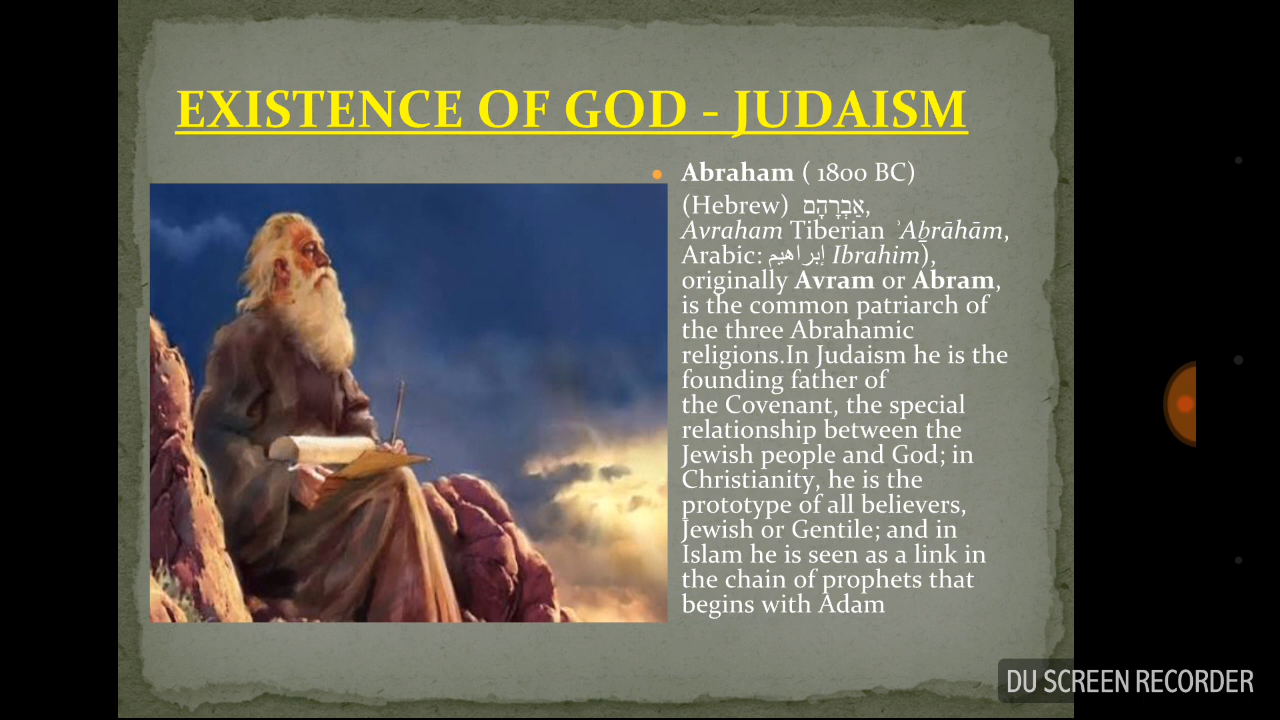 EXISTENCE OF GOD - JUDAISM
Abraham ( 1800 BC)
(Hebrew) אַבְרָהָם,
Avraham Tiberian ʾAḇrāhām,
Arabic: إبراهيم Ibrahim),
originally Avram or Abram,
is the common patriarch of
the three Abrahamic
religions.In Judaism he is the
founding father of
the Covenant, the special
relationship between the
Jewish people and God; in
Christianity, he is the
prototype of all believers,
Jewish or Gentile; and in
Islam he is seen as a link in
the chain of prophets that
begins with Adam
DU SCREEN RECORDER